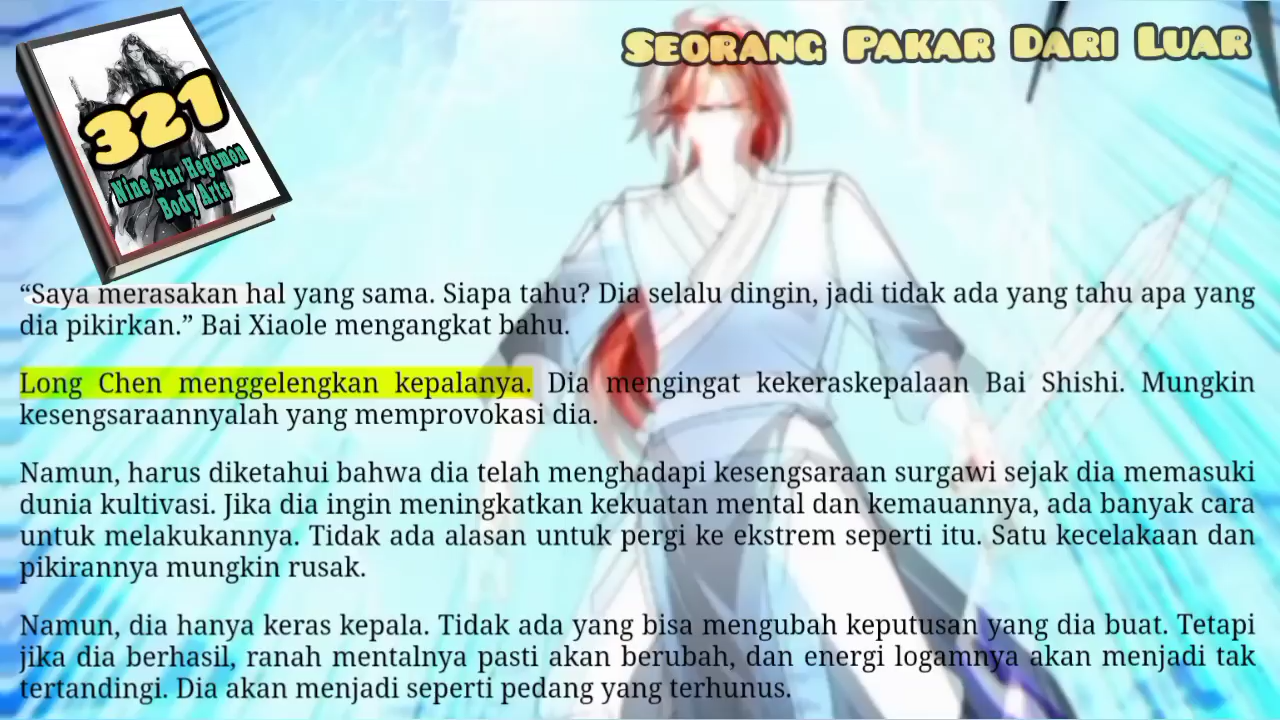 SEORANG PAKAR DARI LUAR
321
Nine Star Hegemon
Body Arts
“Saya merasakan hal yang sama. Siapa tahu? Dia selalu dingin, jadi tidak ada yang tahu apa yang
dia pikirkan.” Bai Xiaole mengangkat bahu.
Long Chen menggelengkan kepalanya. Dia mengingat kekeraskepalaan Bai Shishi. Mungkin
kesengsaraannyalah yang memprovokasi dia.
Namun, harus diketahui bahwa dia telah menghadapi kesengsaraan surgawi sejak dia memasuki
dunia kultivasi. Jika dia ingin meningkatkan kekuatan mental dan kemauannya, ada banyak cara
untuk melakukannya. Tidak ada alasan untuk pergi ke ekstrem seperti itu. Satu kecelakaan dan
pikirannya mungkin rusak.
Namun, dia hanya keras kepala. Tidak ada yang bisa mengubah keputusan yang dia buat. Tetapi
jika dia berhasil, ranah mentalnya pasti akan berubah, dan energi logamnya akan menjadi tak
tertandingi. Dia akan menjadi seperti pedang yang terhunus.